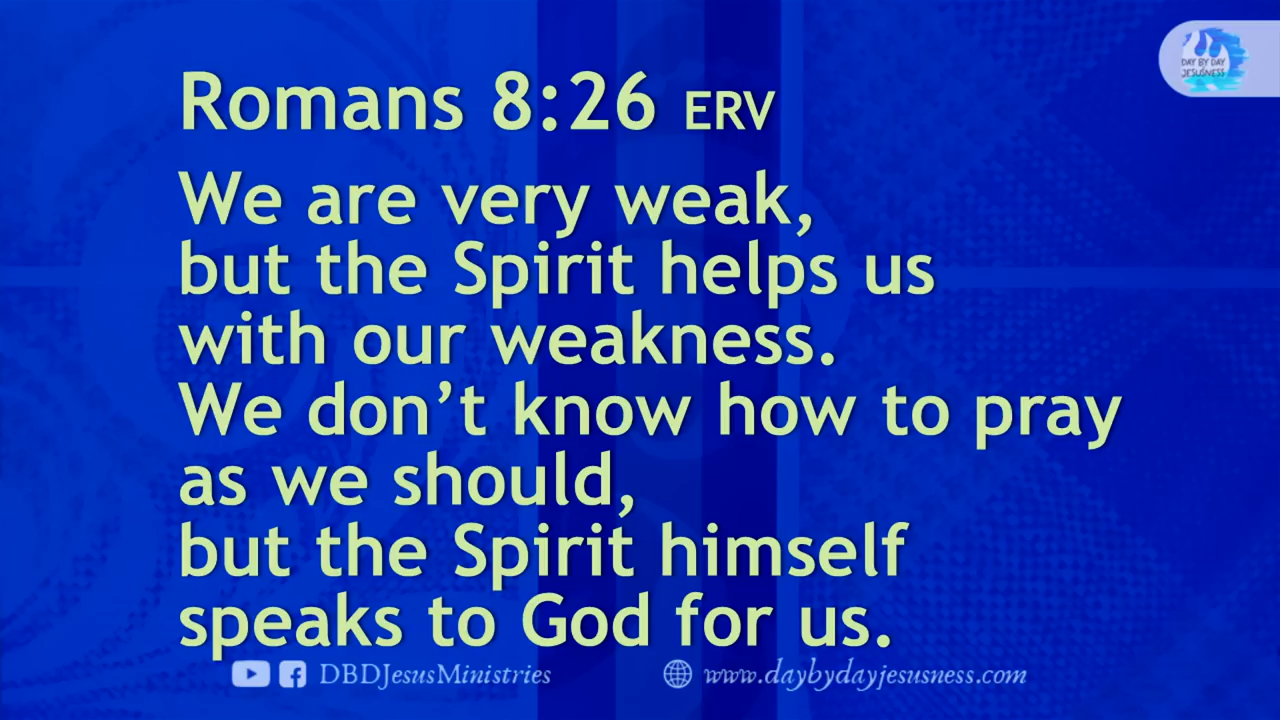 DAY BY DAY
JESUSNESS
Romans 8:26 ERV
We are very weak,
but the Spirit helps us
with our weakness.
We don’t know how to pray
as we should,
but the Spirit himself
speaks to God for us.
DBDJesusMinistries
www.daybydayjesusness.com